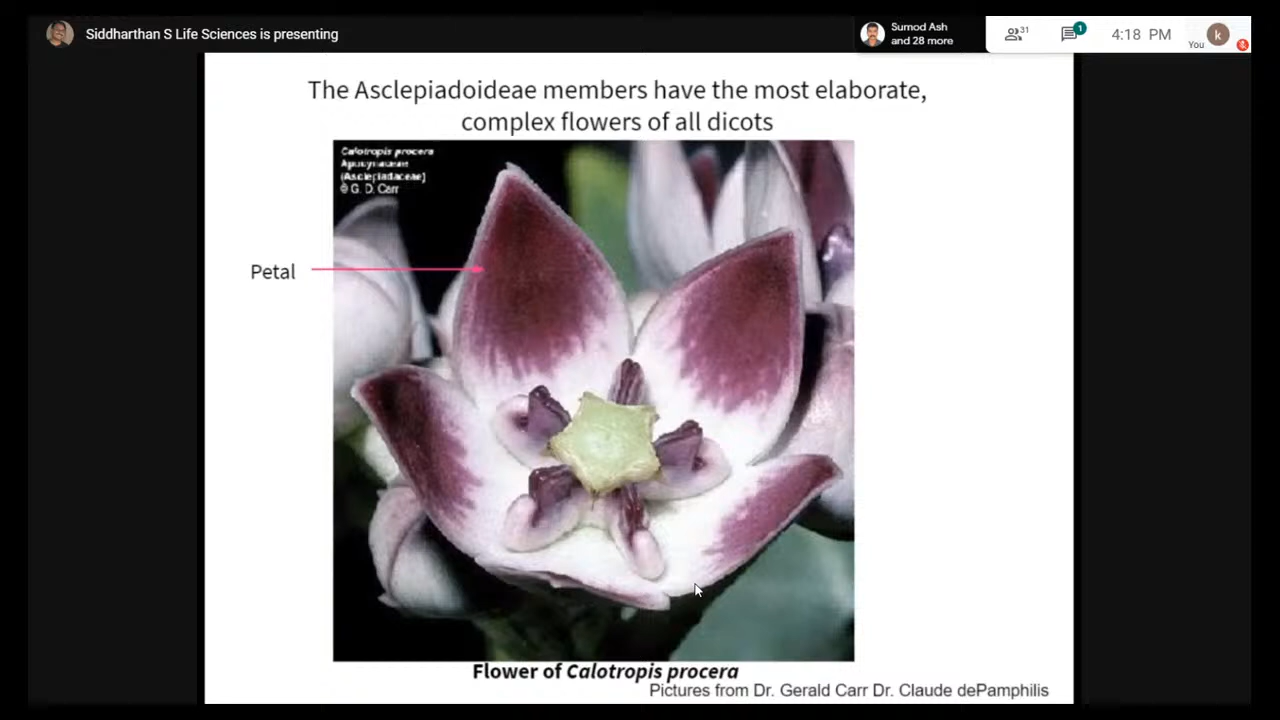 Siddharthan S Life Sciences is presenting
Sumod Ash
and 28 more
31
1
4:18 PM
You
k
The Asclepiadoideae members have the most elaborate,
complex flowers of all dicots
Calotropis procera
Apocynaceae
(Asclepiadaceae)
© G. D. Carr
Petal
Flower of Calotropis procera
Pictures from Dr. Gerald Carr Dr. Claude dePamphilis